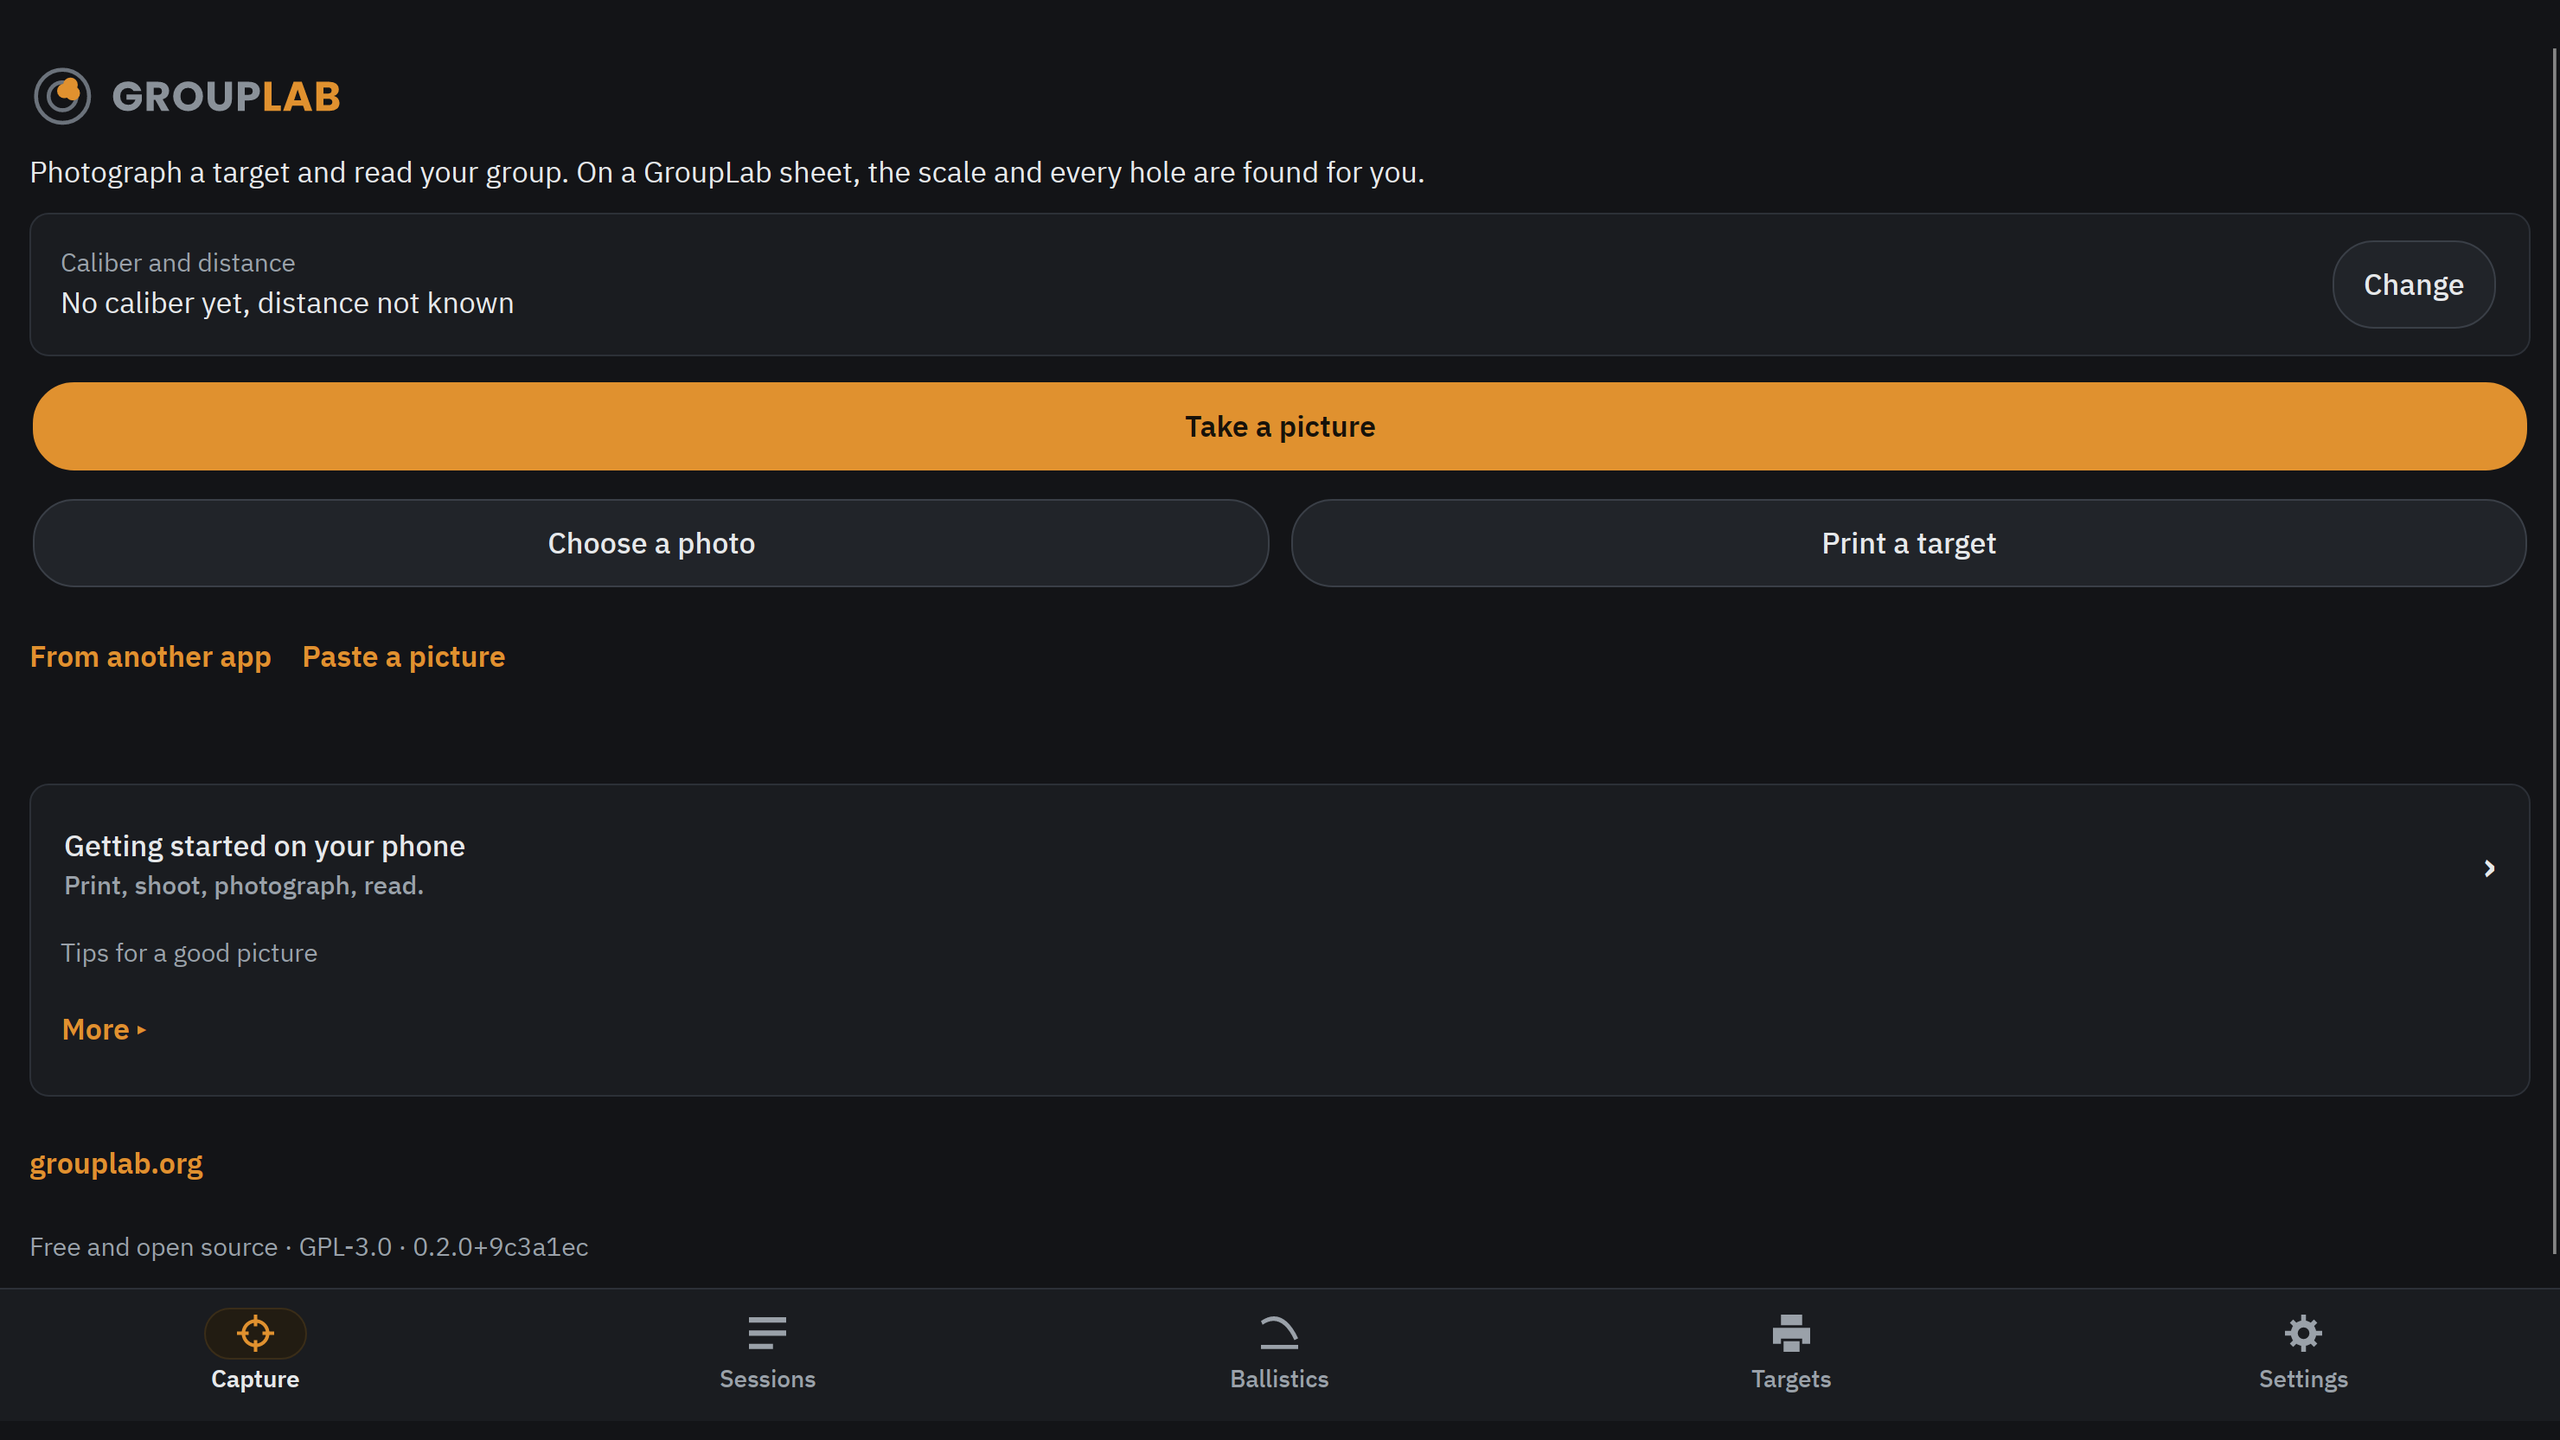 GROUPLAB
Photograph a target and read your group. On a GroupLab sheet, the scale and every hole are found for you.
Caliber and distance
No caliber yet, distance not known
Change
Take a picture
Choose a photo
Print a target
From another app
Paste a picture
Getting started on your phone
Print, shoot, photograph, read.
›
Tips for a good picture
More ▸
grouplab.org
Free and open source · GPL-3.0 · 0.2.0+9c3a1ec
Capture
Sessions
Ballistics
Targets
Settings